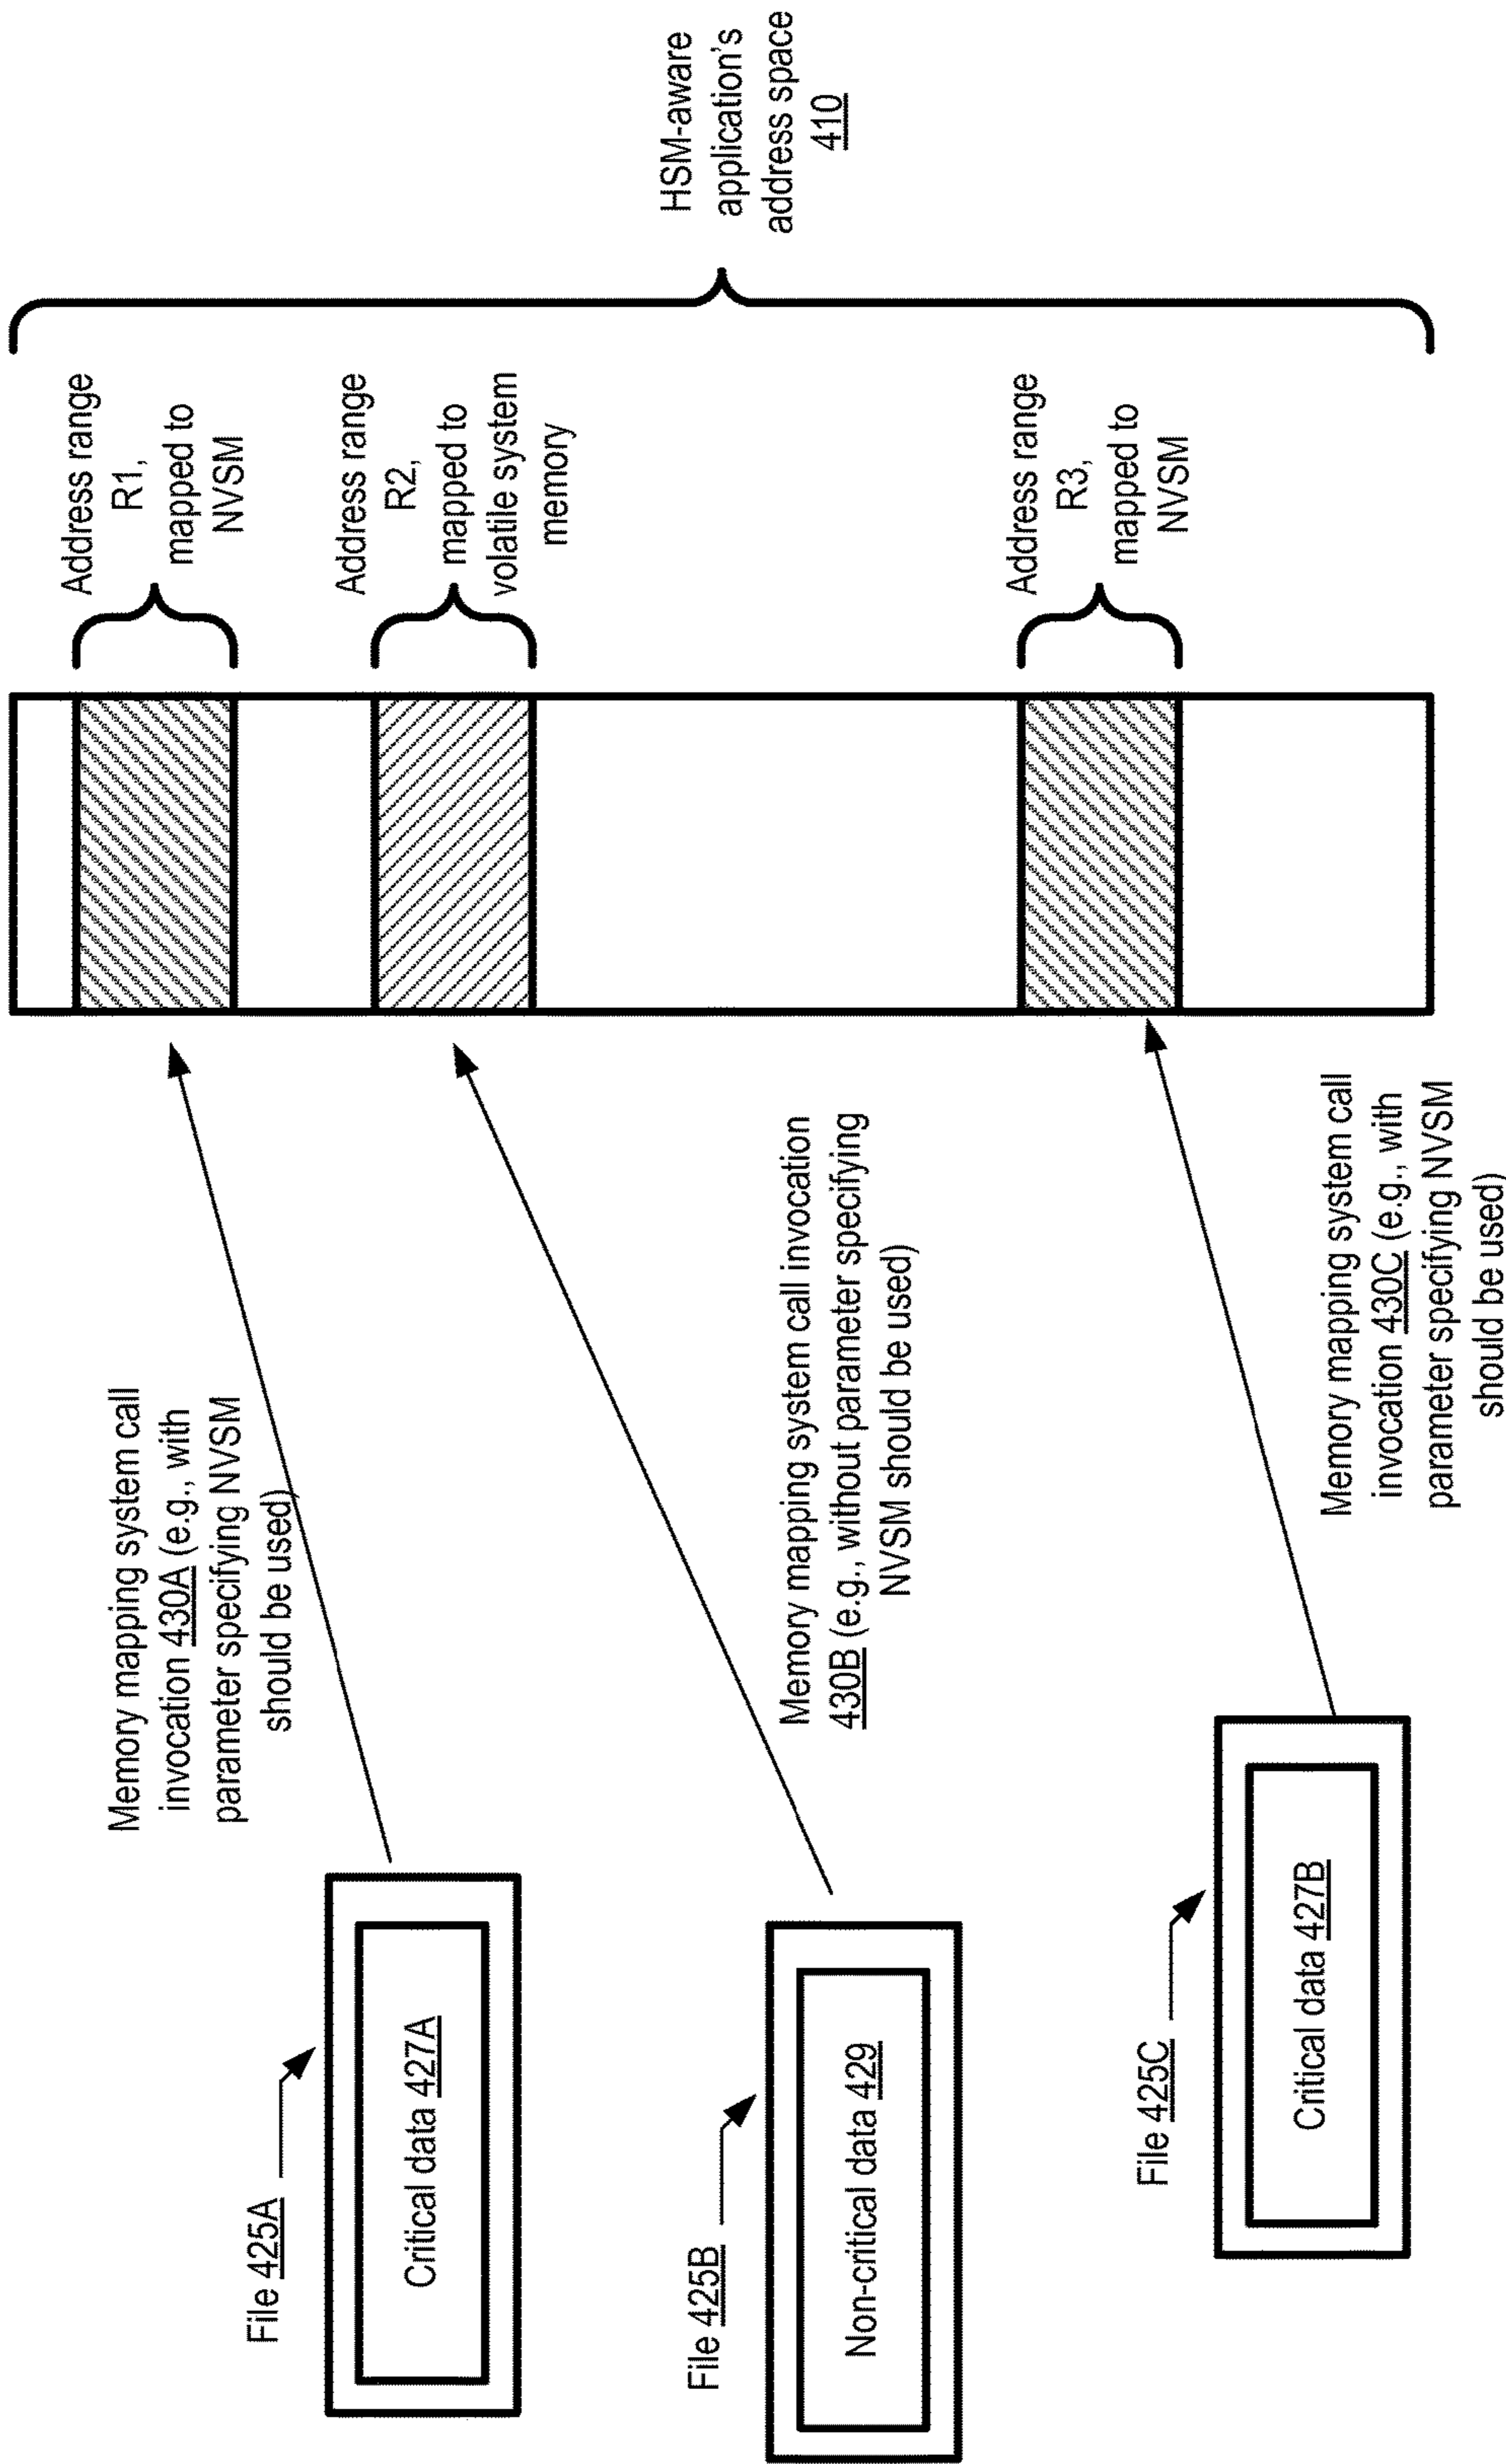 File 425A
Critical data 427A
Memory mapping system call
invocation 430A (e.g., with
parameter specifying NVSM
should be used)
Address range
R1,
mapped to
NVSM
File 425B
Non-critical data 429
Memory mapping system call invocation
430B (e.g., without parameter specifying
NVSM should be used)
Address range
R2,
mapped to
volatile system
memory
File 425C
Critical data 427B
Memory mapping system call
invocation 430C (e.g., with
parameter specifying NVSM
should be used)
Address range
R3,
mapped to
NVSM
HSM-aware
application's
address space
410